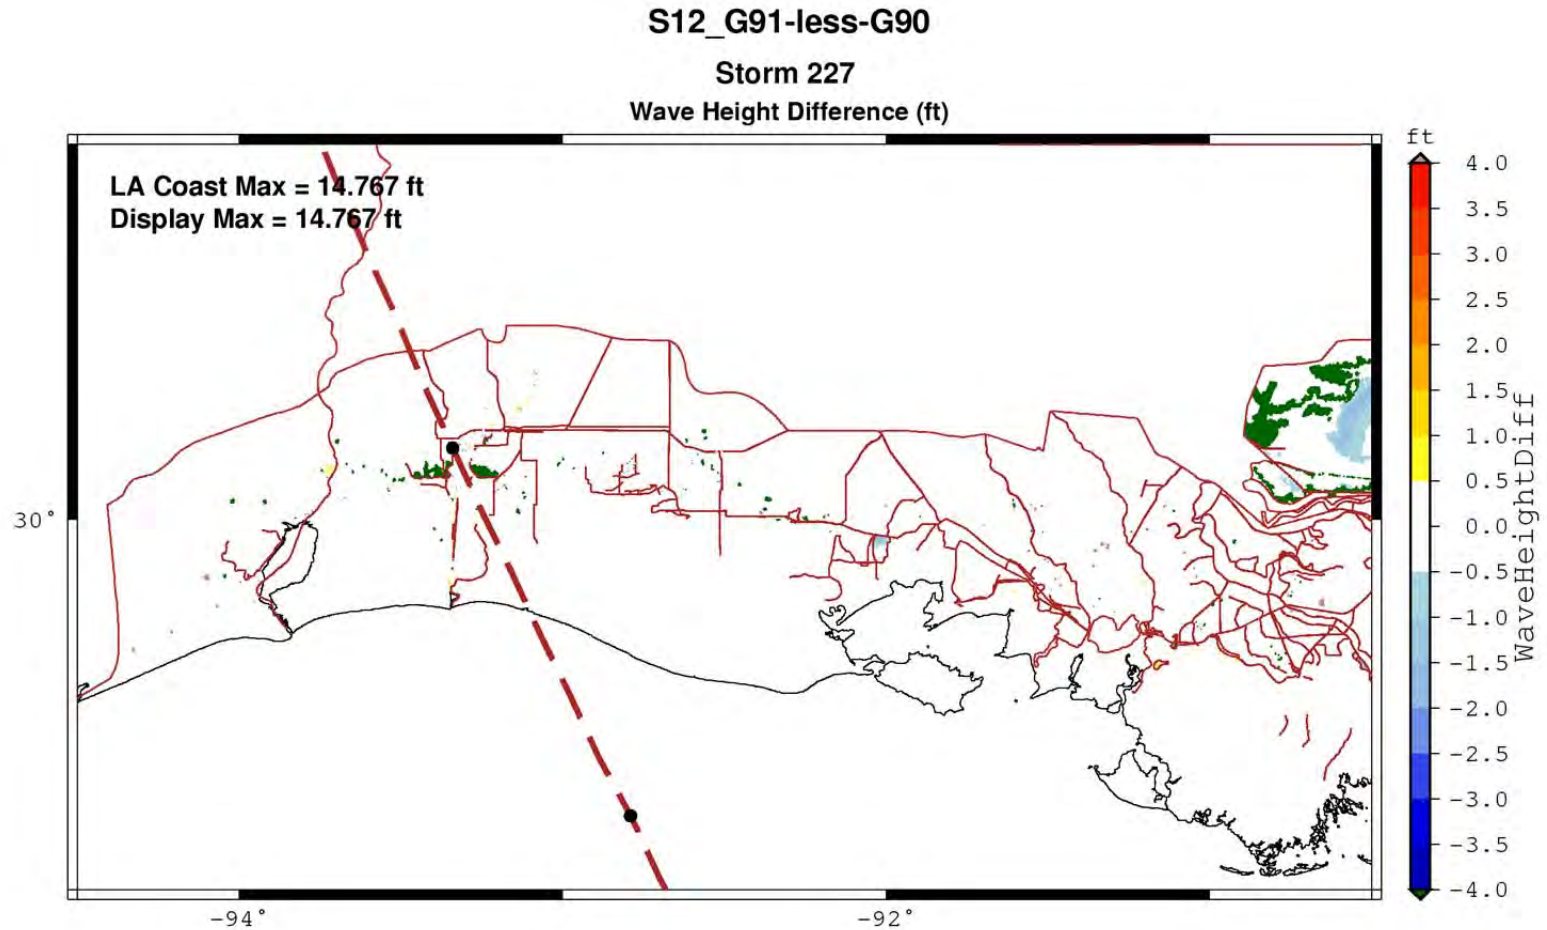 S12_G91-less-G90
Storm 227
Wave Height Difference (ft)
LA Coast Max = 14.767 ft
Display Max = 14.767 ft
30°
-94°
-92°
ft
4.0
3.5
3.0
2.5
2.0
1.5
1.0
0.5
0.0
-0.5
-1.0
-1.5
-2.0
-2.5
-3.0
-3.5
-4.0
WaveHeightDiff